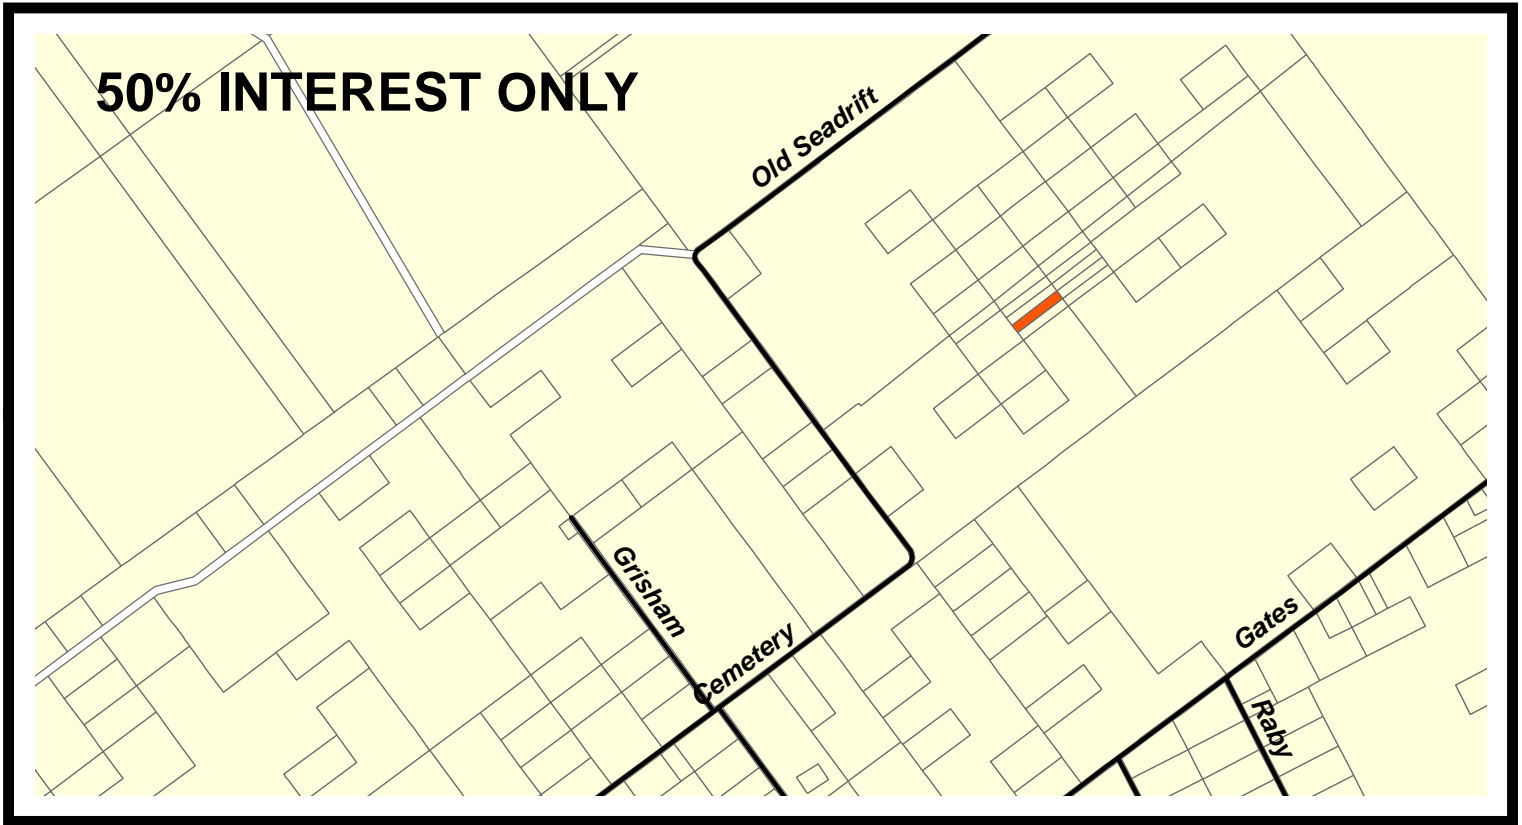 50% INTEREST ONLY
Old Seadrift
Grisham
Cemetery
Gates
Raby